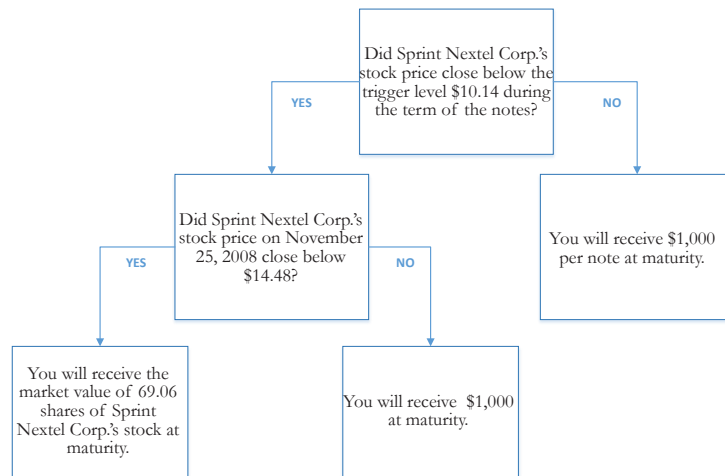 Did Sprint Nextel Corp.'s
stock price close below the
trigger level $10.14 during
the term of the notes?
YES
NO
Did Sprint Nextel Corp.'s
stock price on November
25, 2008 close below
$14.48?
You will receive $1,000
per note at maturity.
YES
NO
You will receive the
market value of 69.06
shares of Sprint
Nextel Corp.'s stock at
maturity.
You will receive $1,000
at maturity.